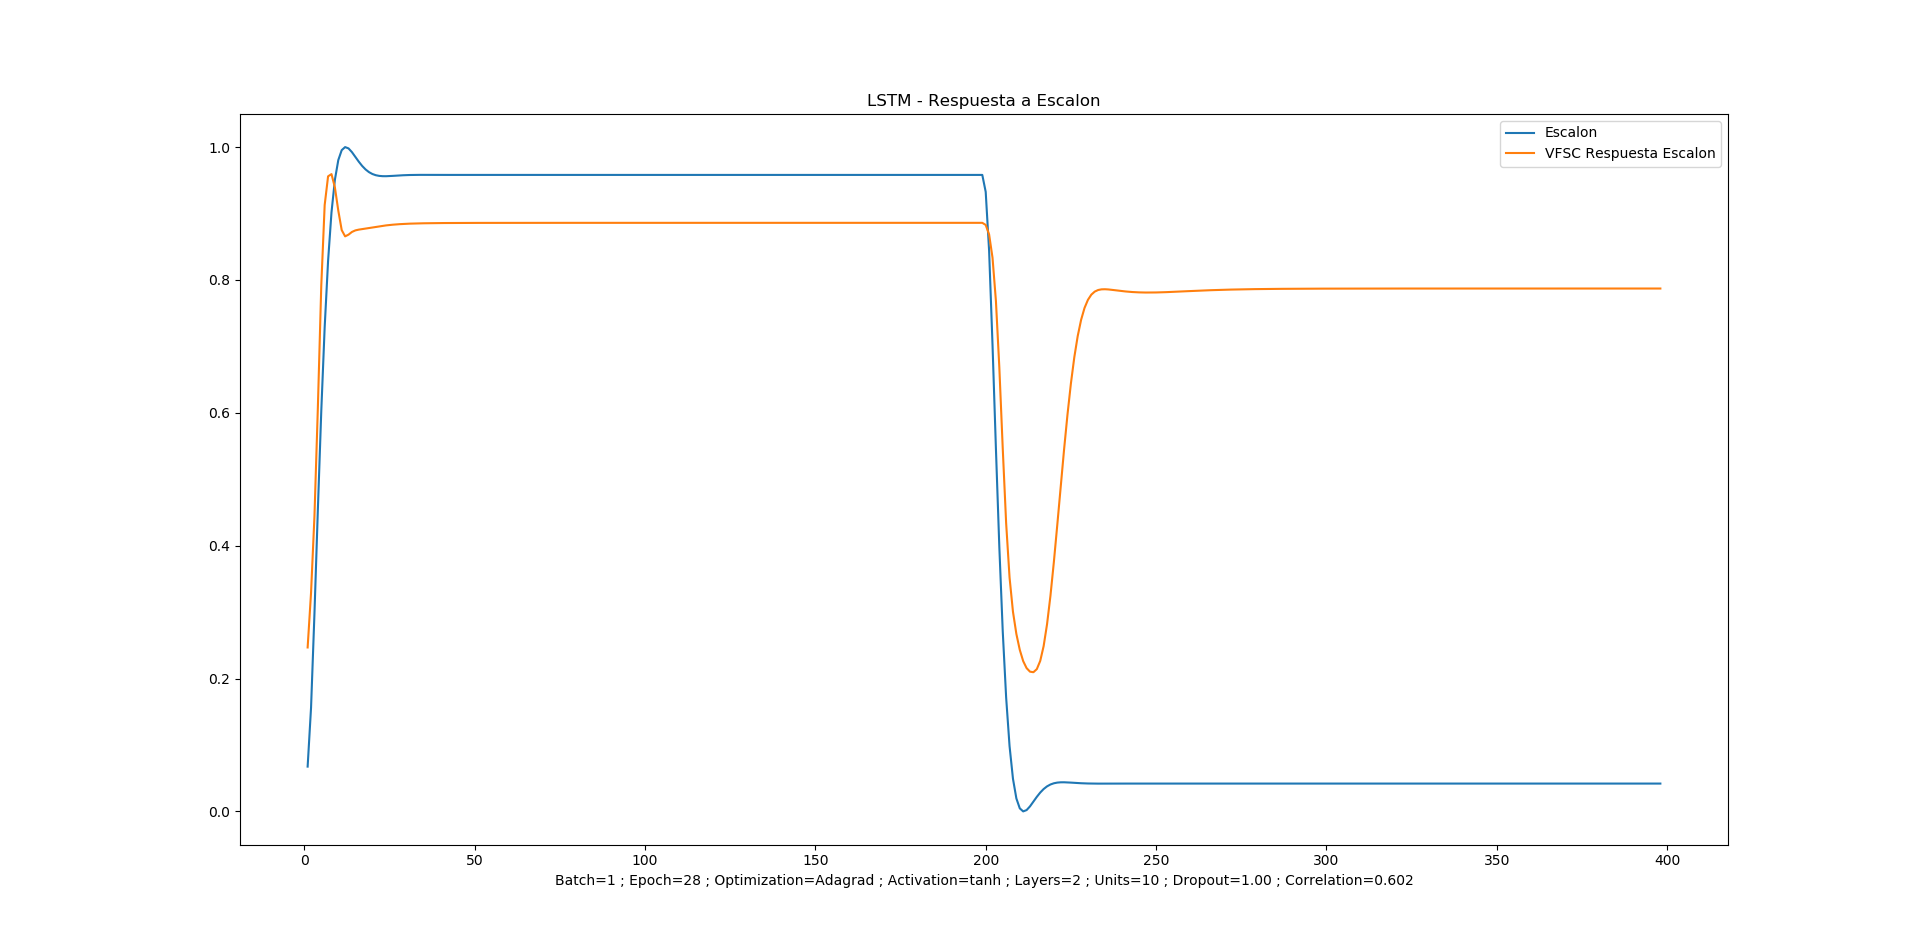 LSTM - Respuesta a Escalon
Escalon
VFSC Respuesta Escalon
1.0
0.8
0.6
0.4
0.2
0.0
0 50 100 150 200 250 300 350 400
Batch=1 ; Epoch=28 ; Optimization=Adagrad ; Activation=tanh ; Layers=2 ; Units=10 ; Dropout=1.00 ; Correlation=0.602